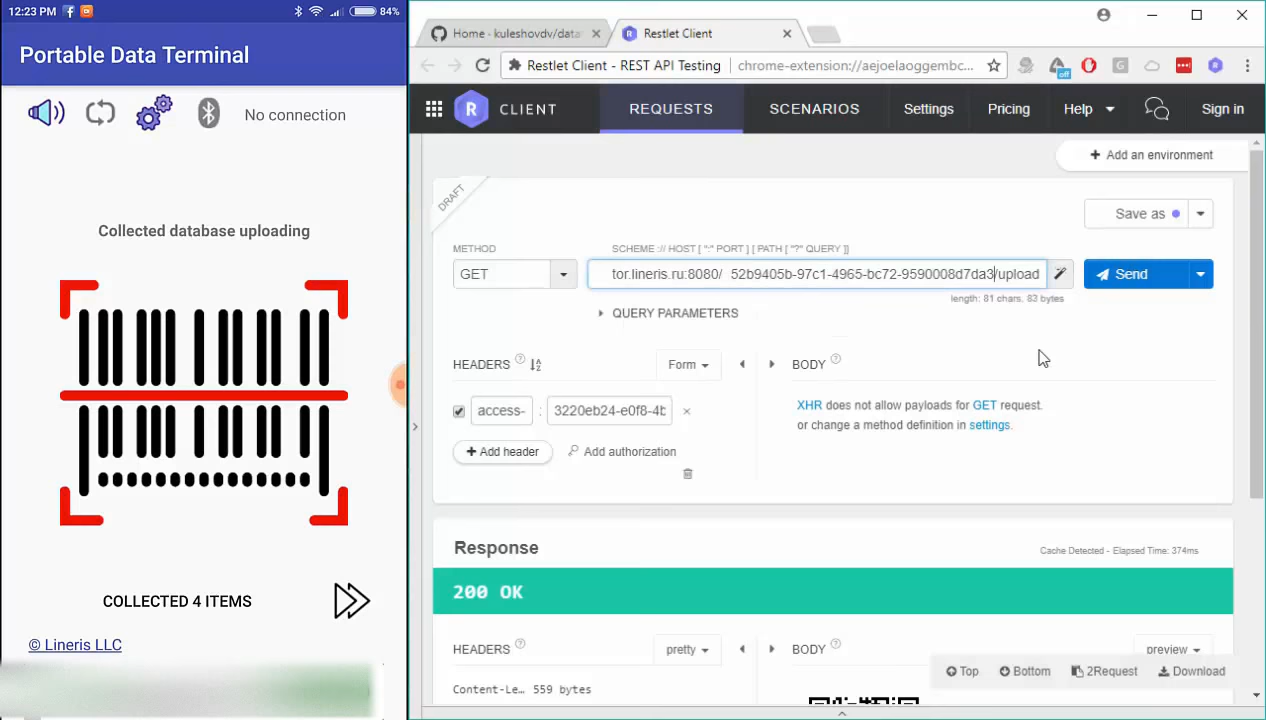 12:23 PM
84%
Portable Data Terminal
No connection
Collected database uploading
COLLECTED 4 ITEMS
© Lineris LLC
Home - kuleshovdv/data
Restlet Client
Restlet Client - REST API Testing
chrome-extension://aejoelaoggembc...
off
R CLIENT
REQUESTS
SCENARIOS
Settings
Pricing
Help
Sign in
+ Add an environment
DRAFT
Save as
METHOD
SCHEME :// HOST [ ":" PORT ] [ PATH [ "?" QUERY ]]
GET
tor.lineris.ru:8080/ 52b9405b-97c1-4965-bc72-9590008d7da3/upload
Send
length: 81 chars, 83 bytes
QUERY PARAMETERS
HEADERS
Form
BODY
access-
:
3220eb24-e0f8-4b
×
XHR does not allow payloads for GET request.
or change a method definition in settings.
+ Add header
Add authorization
Response
Cache Detected - Elapsed Time: 374ms
200 OK
HEADERS
pretty
BODY
preview
Top
Bottom
2Request
Download
Content-Le… 559 bytes